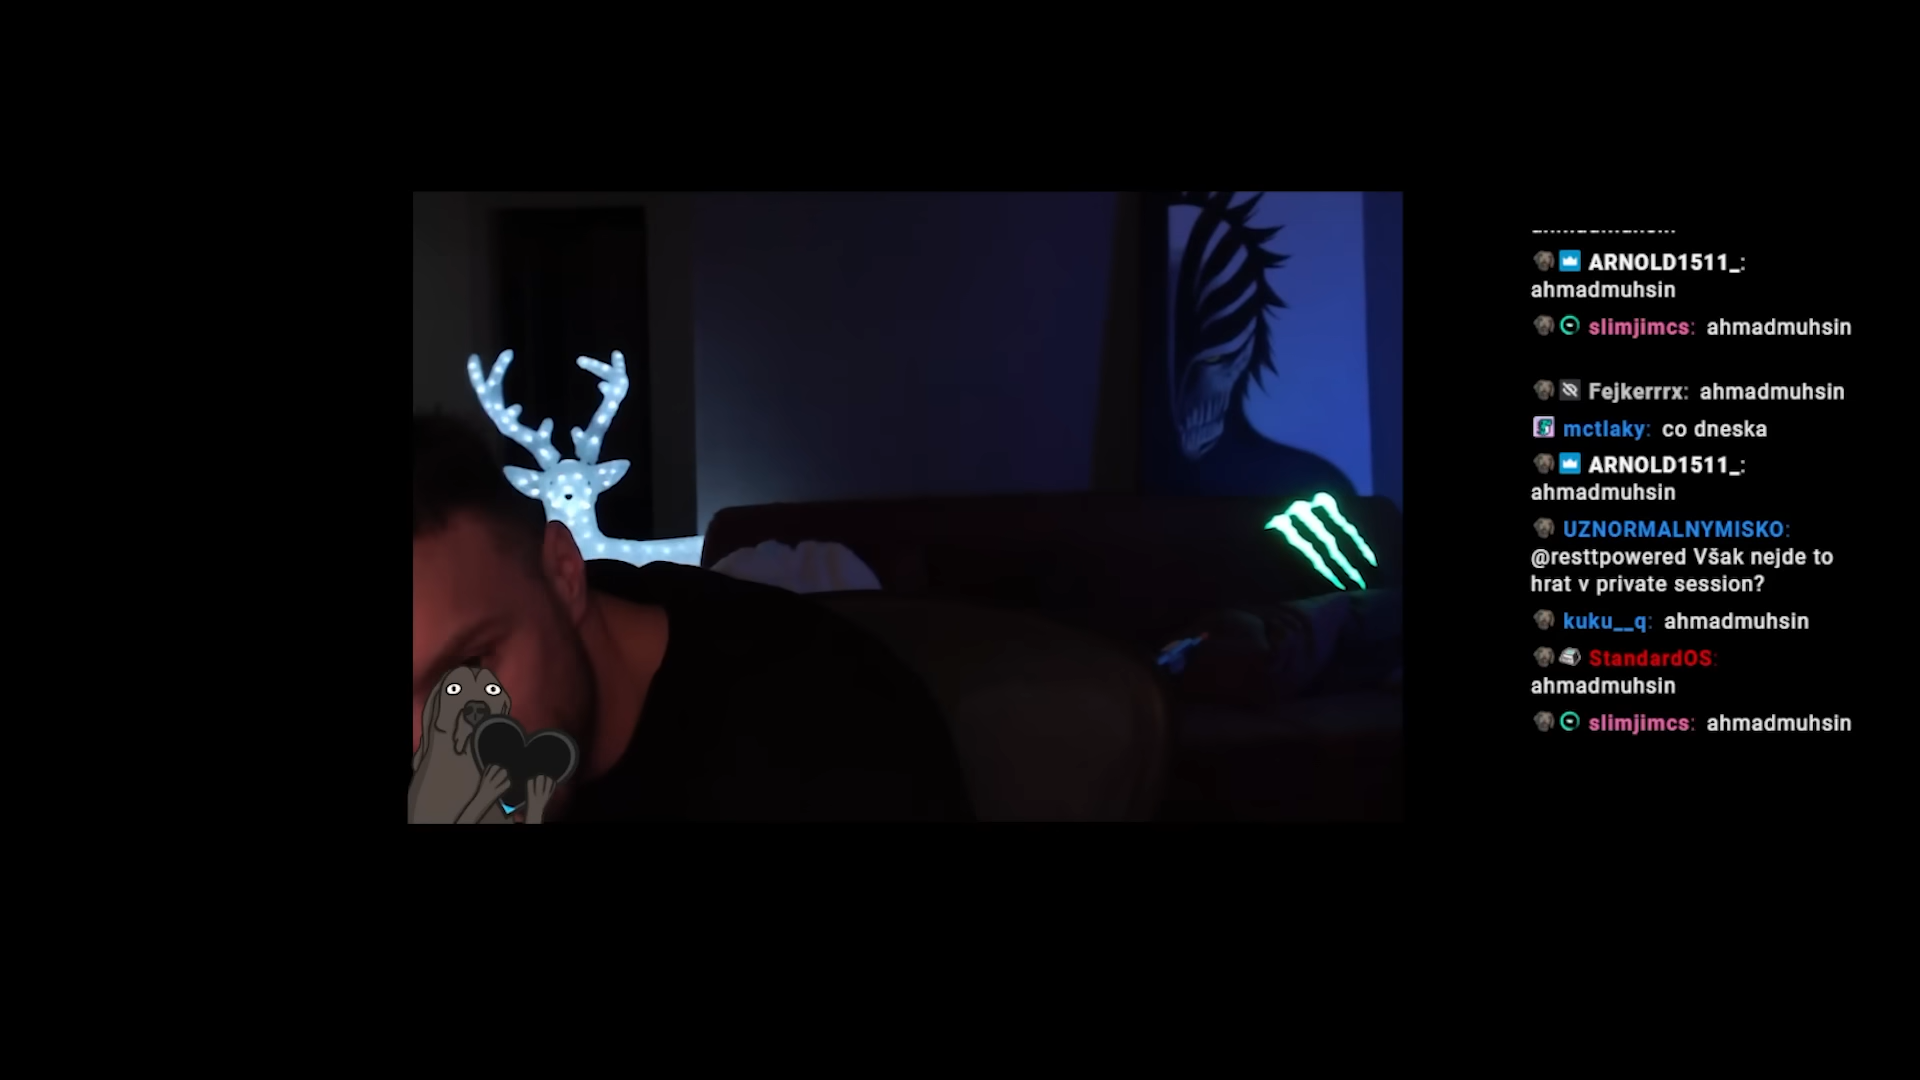 ARNOLD1511_:
ahmadmuhsin
slimjimcs: ahmadmuhsin
Fejkerrrx: ahmadmuhsin
mctlaky: co dneska
ARNOLD1511_:
ahmadmuhsin
UZNORMALNYMISKO:
@resttpowered Však nejde to
hrat v private session?
kuku__q: ahmadmuhsin
StandardOS:
ahmadmuhsin
slimjimcs: ahmadmuhsin